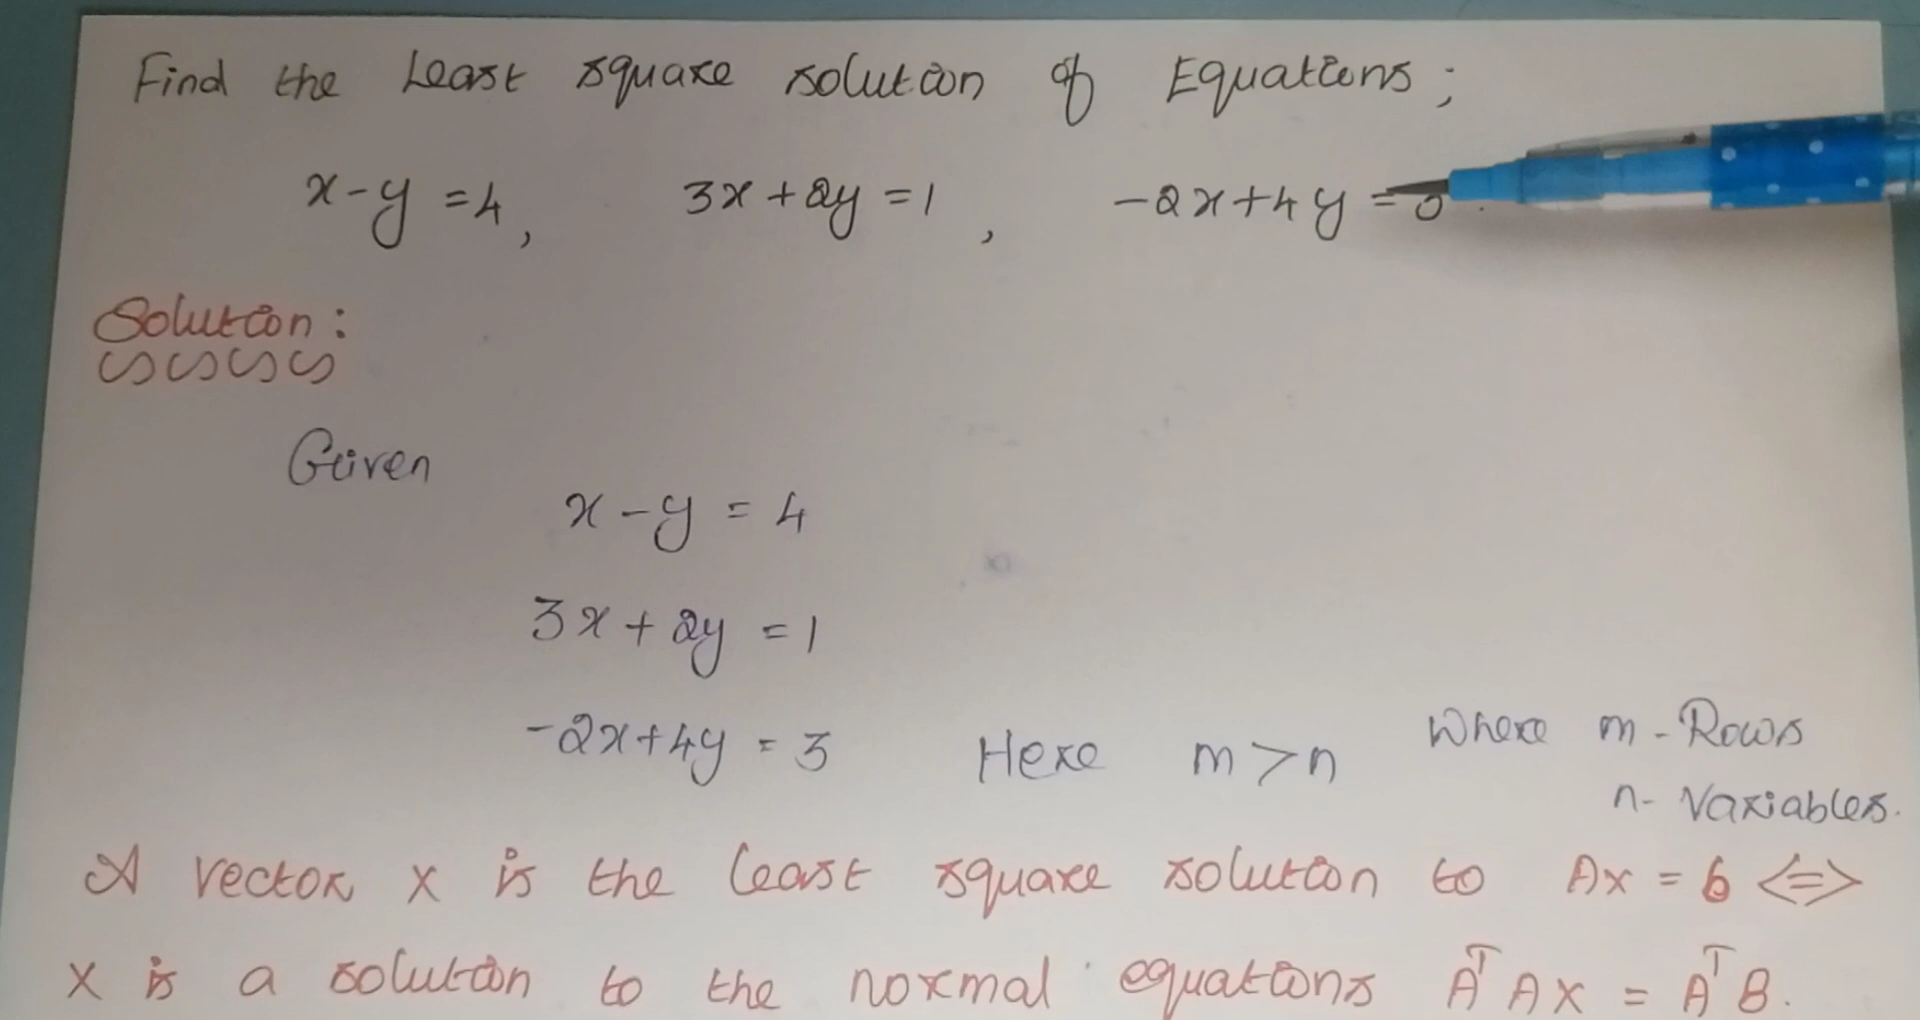 Find the Least square solution of Equations;
x-y=4, 3x+2y=1, -2x+4y=
Solution:
Given
x-y=4
3x+2y=1
-2x+4y=3 Here m>n where m-Rows
n-Variables.
A vector x is the least square solution to Ax=b <=>
x is a solution to the normal equations AᵀAx=AᵀB.